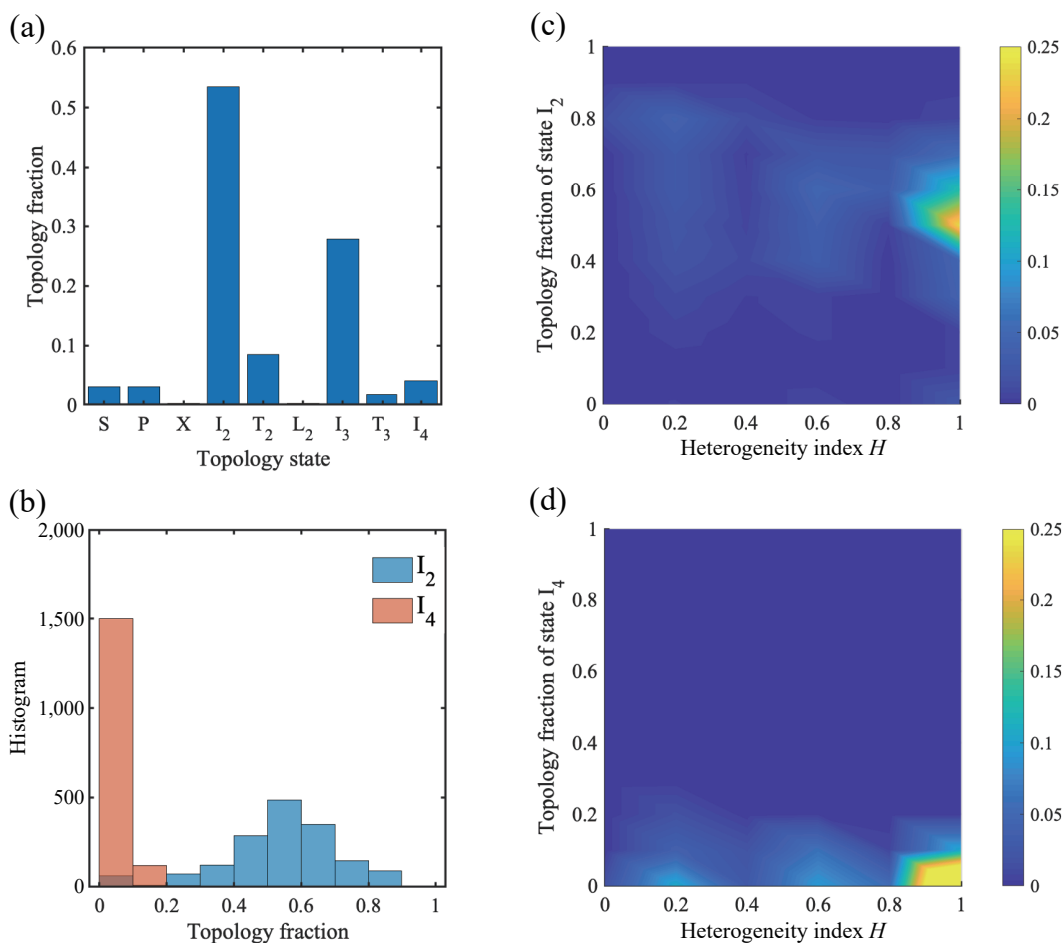 (a)
0.6
0.5
0.4
0.3
0.2
0.1
0
Topology fraction
S P X I₂ T₂ L₂ I₃ T₃ I₄
Topology state
(b)
2,000
1,500
1,000
500
0
Histogram
I₂
I₄
0 0.2 0.4 0.6 0.8 1
Topology fraction
(c)
1
0.8
0.6
0.4
0.2
0
Topology fraction of state I₂
0 0.2 0.4 0.6 0.8 1
Heterogeneity index H
0.25
0.2
0.15
0.1
0.05
0
(d)
1
0.8
0.6
0.4
0.2
0
Topology fraction of state I₄
0 0.2 0.4 0.6 0.8 1
Heterogeneity index H
0.25
0.2
0.15
0.1
0.05
0